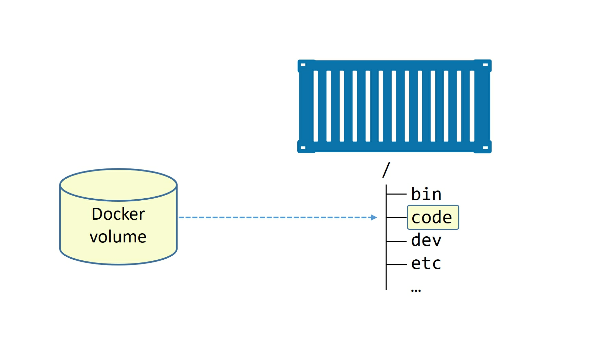 /
bin
Docker
volume
code
dev
etc
…